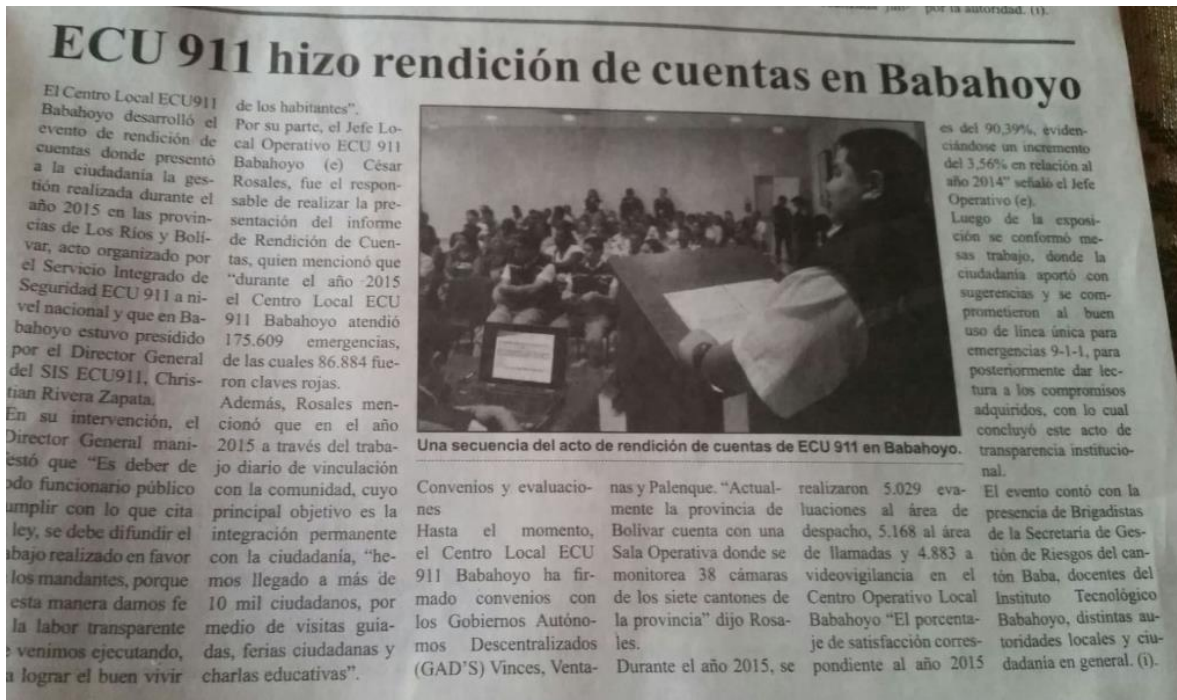 por la autoridad. (i).
ECU 911 hizo rendición de cuentas en Babahoyo
El Centro Local ECU911
Babahoyo desarrolló el
evento de rendición de
cuentas donde presentó
a la ciudadanía la ges-
tión realizada durante el
año 2015 en las provin-
cias de Los Ríos y Bolí-
var, acto organizado por
el Servicio Integrado de
Seguridad ECU 911 a ni-
vel nacional y que en Ba-
bahoyo estuvo presidido
por el Director General
del SIS ECU911, Chris-
tian Rivera Zapata.
En su intervención, el
Director General mani-
festó que “Es deber de
odo funcionario público
umplir con lo que cita
ley, se debe difundir el
abajo realizado en favor
los mandantes, porque
esta manera damos fe
la labor transparente
e venimos ejecutando,
a lograr el buen vivir
de los habitantes”.
Por su parte, el Jefe Lo-
cal Operativo ECU 911
Babahoyo (e) César
Rosales, fue el respon-
sable de realizar la pre-
sentación del informe
de Rendición de Cuen-
tas, quien mencionó que
“durante el año 2015
el Centro Local ECU
911 Babahoyo atendió
175.609 emergencias,
de las cuales 86.884 fue-
ron claves rojas.
Además, Rosales men-
cionó que en el año
2015 a través del traba-
jo diario de vinculación
con la comunidad, cuyo
principal objetivo es la
integración permanente
con la ciudadanía, “he-
mos llegado a más de
10 mil ciudadanos, por
medio de visitas guia-
das, ferias ciudadanas y
charlas educativas”.
Una secuencia del acto de rendición de cuentas de ECU 911 en Babahoyo.
Convenios y evaluacio-
nes
Hasta el momento,
el Centro Local ECU
911 Babahoyo ha fir-
mado convenios con
los Gobiernos Autóno-
mos Descentralizados
(GAD’S) Vinces, Venta-
nas y Palenque. “Actual-
mente la provincia de
Bolívar cuenta con una
Sala Operativa donde se
monitorea 38 cámaras
de los siete cantones de
la provincia” dijo Rosa-
les.
Durante el año 2015, se
realizaron 5.029 eva-
luaciones al área de
despacho, 5.168 al área
de llamadas y 4.883 a
videovigilancia en el
Centro Operativo Local
Babahoyo “El porcenta-
je de satisfacción corres-
pondiente al año 2015
es del 90,39%, eviden-
ciándose un incremento
del 3,56% en relación al
año 2014” señaló el Jefe
Operativo (e).
Luego de la exposi-
ción se conformó me-
sas trabajo, donde la
ciudadanía aportó con
sugerencias y se com-
prometieron al buen
uso de línea única para
emergencias 9-1-1, para
posteriormente dar lec-
tura a los compromisos
adquiridos, con lo cual
concluyó este acto de
transparencia institucio-
nal.
El evento contó con la
presencia de Brigadistas
de la Secretaría de Ges-
tión de Riesgos del can-
tón Baba, docentes del
Instituto Tecnológico
Babahoyo, distintas au-
toridades locales y ciu-
dadanía en general. (i).